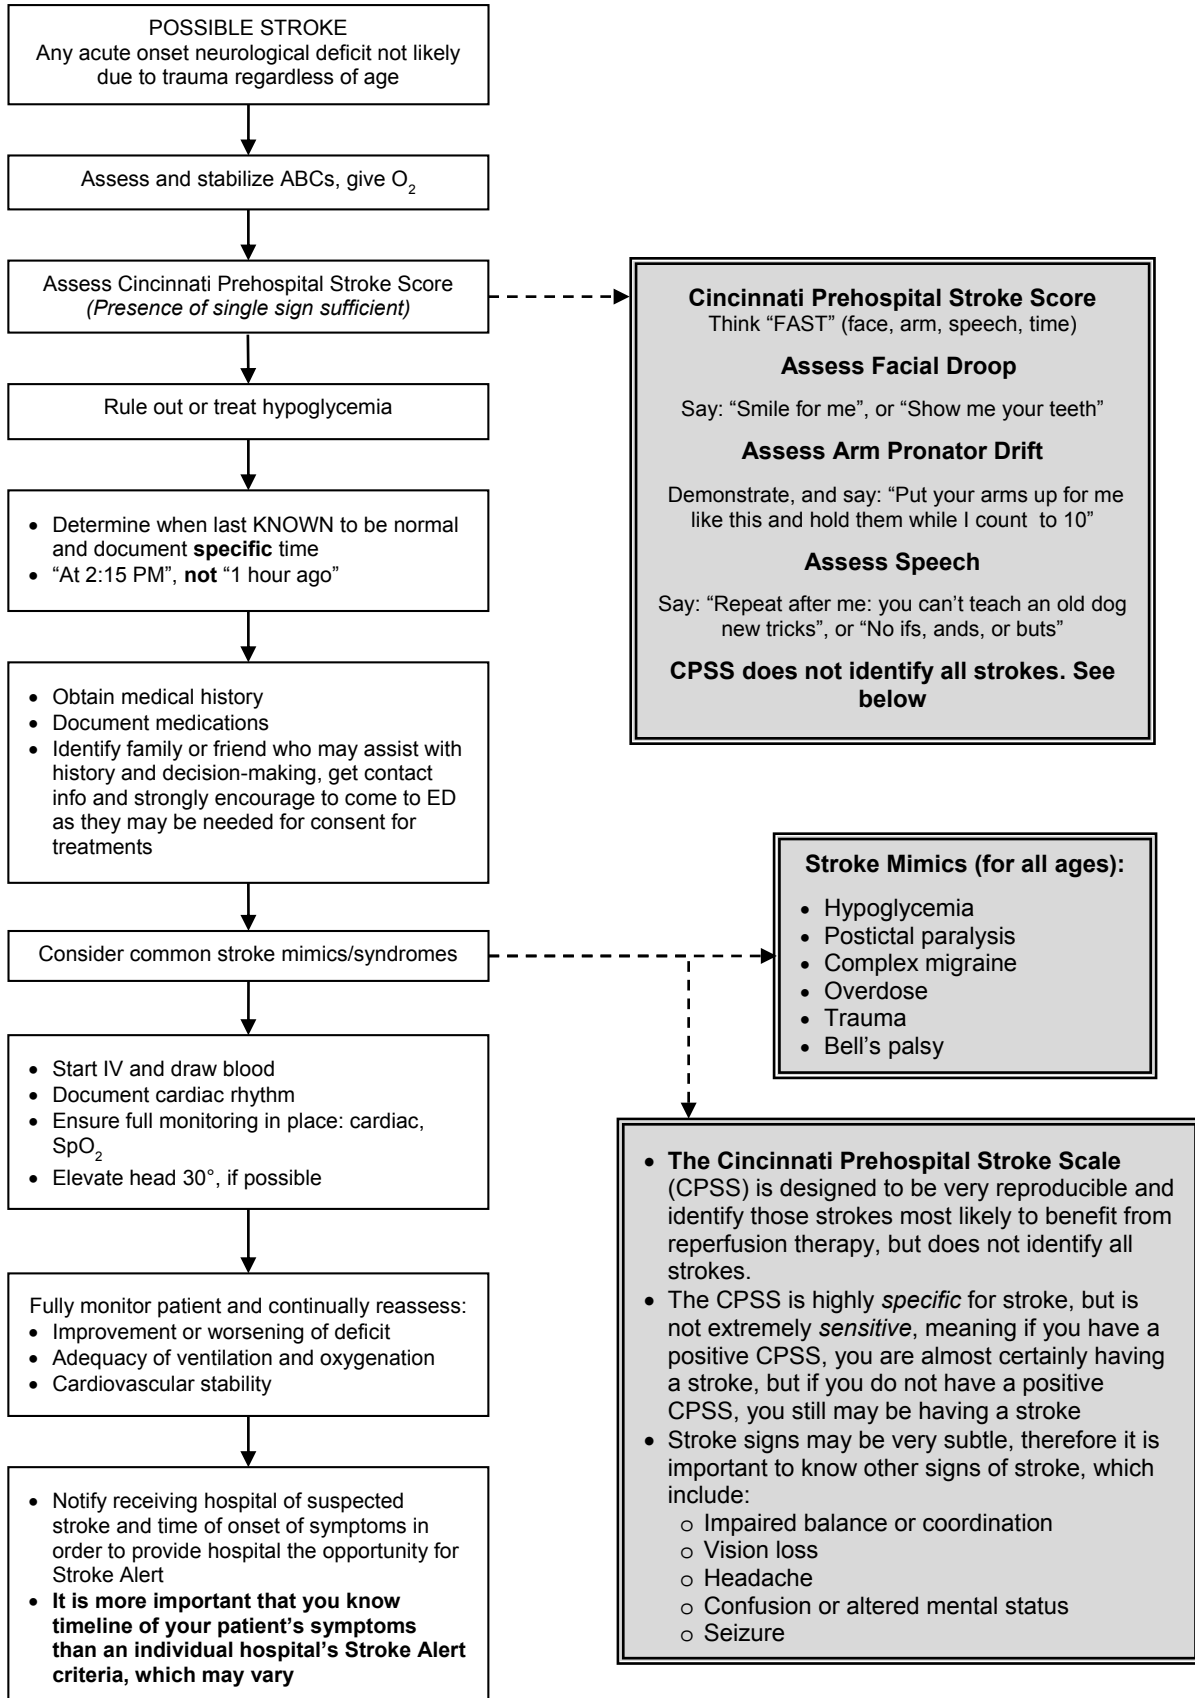 POSSIBLE STROKE
Any acute onset neurological deficit not likely
due to trauma regardless of age
Assess and stabilize ABCs, give O₂
Assess Cincinnati Prehospital Stroke Score
(Presence of single sign sufficient)
Rule out or treat hypoglycemia
• Determine when last KNOWN to be normal
and document specific time
• “At 2:15 PM”, not “1 hour ago”
• Obtain medical history
• Document medications
• Identify family or friend who may assist with
history and decision-making, get contact
info and strongly encourage to come to ED
as they may be needed for consent for
treatments
Consider common stroke mimics/syndromes
• Start IV and draw blood
• Document cardiac rhythm
• Ensure full monitoring in place: cardiac,
SpO₂
• Elevate head 30°, if possible
Fully monitor patient and continually reassess:
• Improvement or worsening of deficit
• Adequacy of ventilation and oxygenation
• Cardiovascular stability
• Notify receiving hospital of suspected
stroke and time of onset of symptoms in
order to provide hospital the opportunity for
Stroke Alert
• It is more important that you know
timeline of your patient’s symptoms
than an individual hospital’s Stroke Alert
criteria, which may vary
Cincinnati Prehospital Stroke Score
Think “FAST” (face, arm, speech, time)
Assess Facial Droop
Say: “Smile for me”, or “Show me your teeth”
Assess Arm Pronator Drift
Demonstrate, and say: “Put your arms up for me
like this and hold them while I count to 10”
Assess Speech
Say: “Repeat after me: you can’t teach an old dog
new tricks”, or “No ifs, ands, or buts”
CPSS does not identify all strokes. See
below
Stroke Mimics (for all ages):
• Hypoglycemia
• Postictal paralysis
• Complex migraine
• Overdose
• Trauma
• Bell’s palsy
• The Cincinnati Prehospital Stroke Scale
(CPSS) is designed to be very reproducible and
identify those strokes most likely to benefit from
reperfusion therapy, but does not identify all
strokes.
• The CPSS is highly specific for stroke, but is
not extremely sensitive, meaning if you have a
positive CPSS, you are almost certainly having
a stroke, but if you do not have a positive
CPSS, you still may be having a stroke
• Stroke signs may be very subtle, therefore it is
important to know other signs of stroke, which
include:
o Impaired balance or coordination
o Vision loss
o Headache
o Confusion or altered mental status
o Seizure